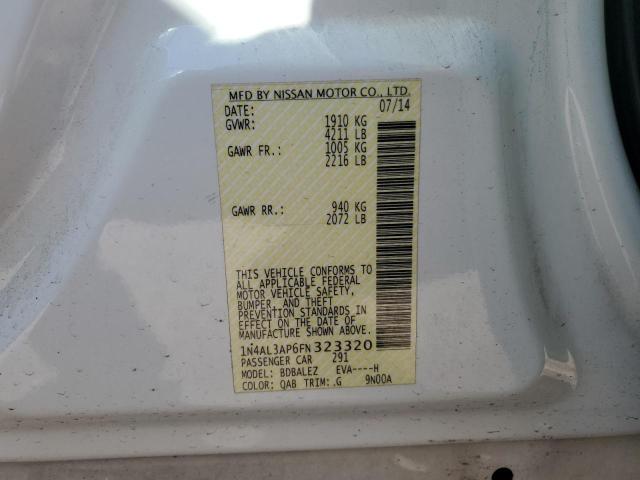 MFD BY NISSAN MOTOR CO., LTD.
DATE: 07/14
GVWR: 1910 KG
4211 LB
GAWR FR.: 1005 KG
2216 LB
GAWR RR.: 940 KG
2072 LB
THIS VEHICLE CONFORMS TO
ALL APPLICABLE FEDERAL
MOTOR VEHICLE SAFETY,
BUMPER, AND THEFT
PREVENTION STANDARDS IN
EFFECT ON THE DATE OF
MANUFACTURE SHOWN ABOVE.
1N4AL3AP6FN323320
PASSENGER CAR 291
MODEL: BDBALEZ EVA----H
COLOR: QAB TRIM: G 9N00A